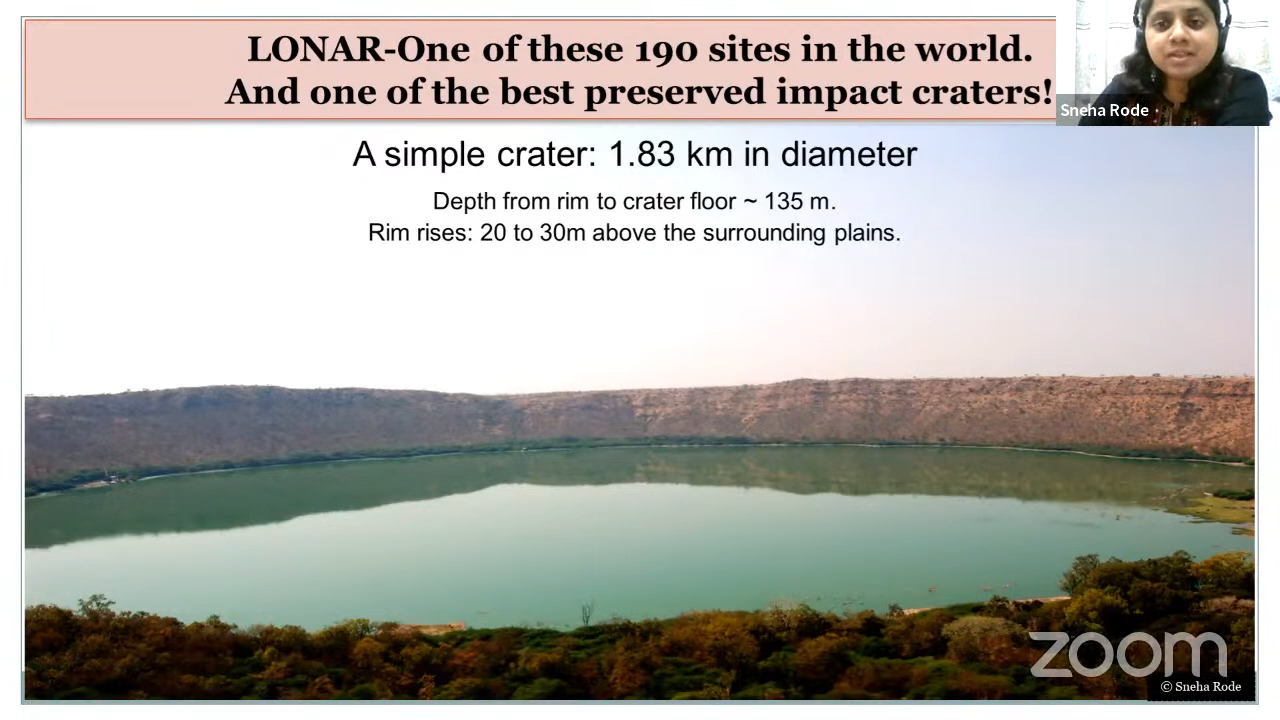 LONAR-One of these 190 sites in the world.
And one of the best preserved impact craters!
Sneha Rode
A simple crater: 1.83 km in diameter
Depth from rim to crater floor ~ 135 m.
Rim rises: 20 to 30m above the surrounding plains.
zoom
© Sneha Rode